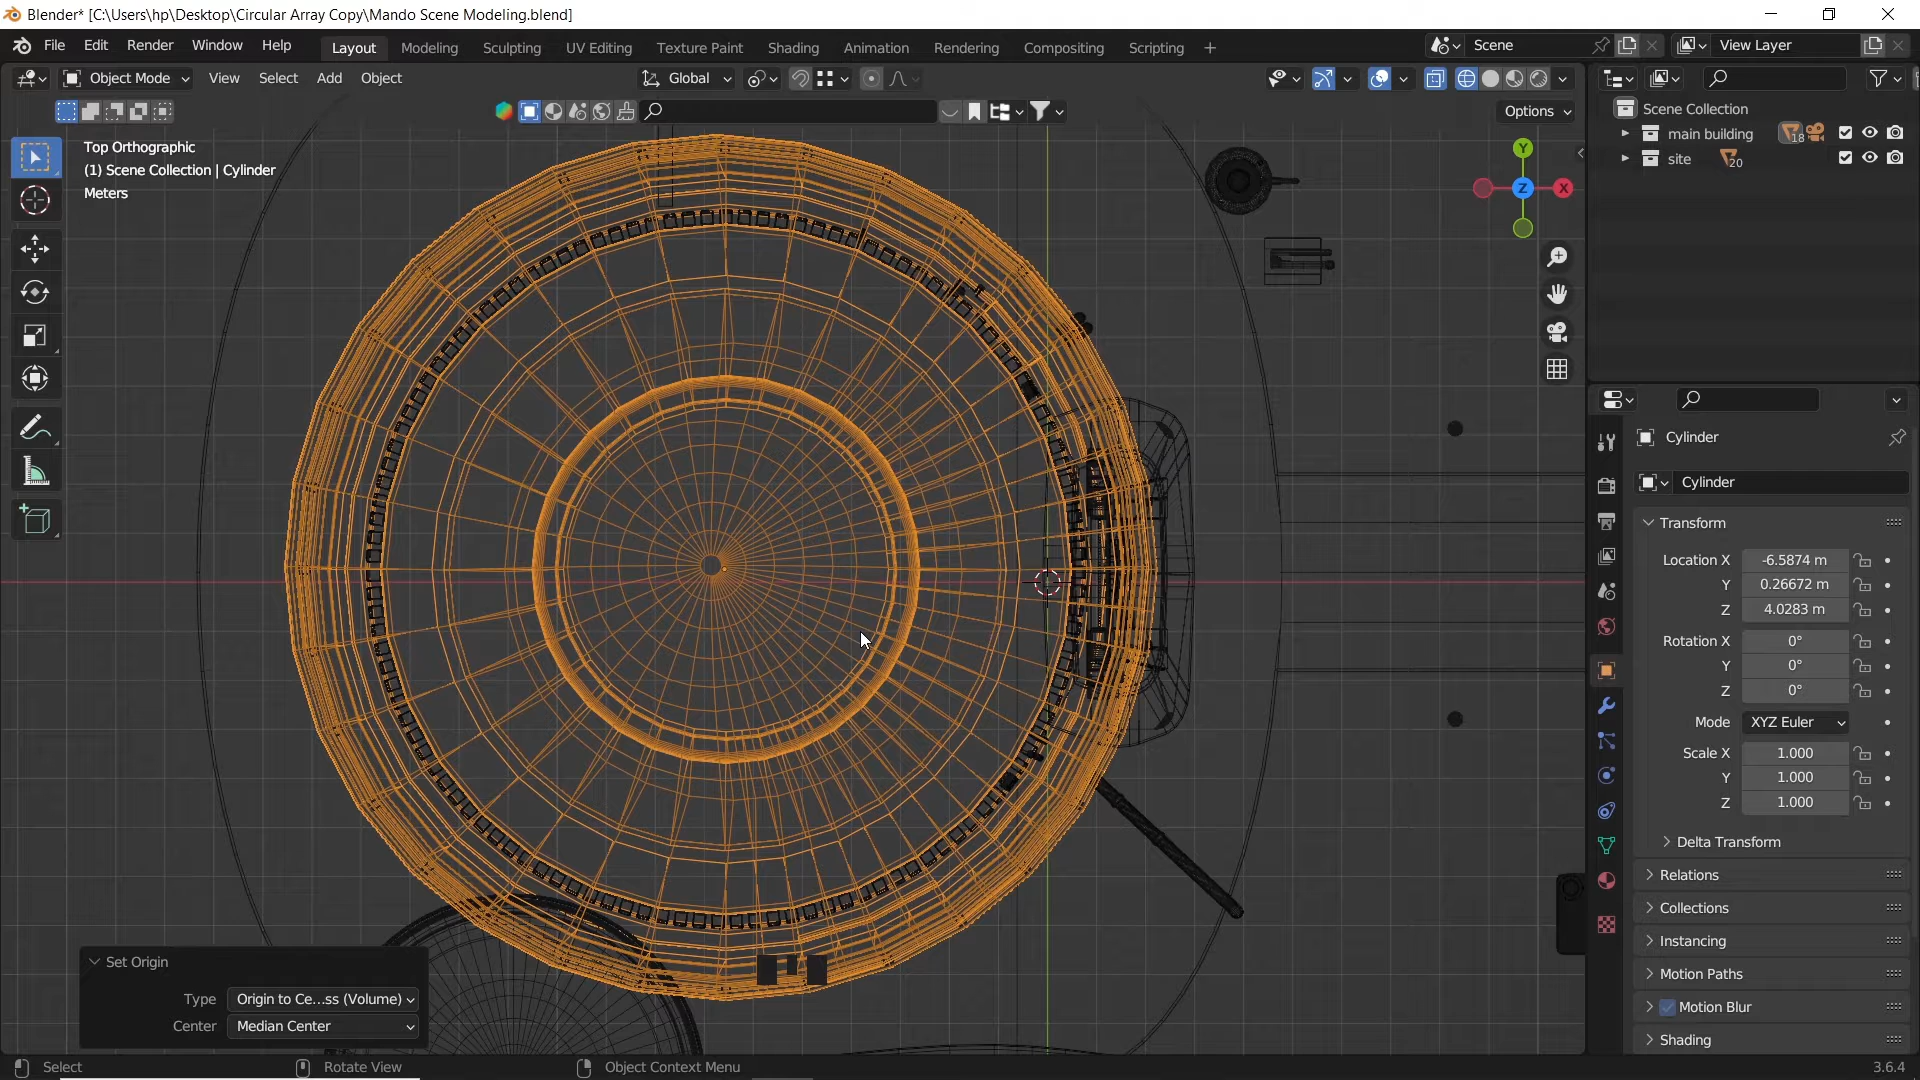 Blender* [C:\Users\hp\Desktop\Circular Array Copy\Mando Scene Modeling.blend]
File Edit Render Window Help Layout Modeling Sculpting UV Editing Texture Paint Shading Animation Rendering Compositing Scripting + Scene View Layer
Object Mode View Select Add Object Global
Options
Top Orthographic
(1) Scene Collection | Cylinder
Meters
Y
X
Z
Scene Collection
main building 18
site 20
Cylinder
Cylinder
Transform
Location X -6.5874 m
Y 0.26672 m
Z 4.0283 m
Rotation X 0°
Y 0°
Z 0°
Mode XYZ Euler
Scale X 1.000
Y 1.000
Z 1.000
Delta Transform
Relations
Collections
Instancing
Motion Paths
Motion Blur
Shading
Set Origin
Type Origin to Ce...ss (Volume)
Center Median Center
Select Rotate View Object Context Menu 3.6.4